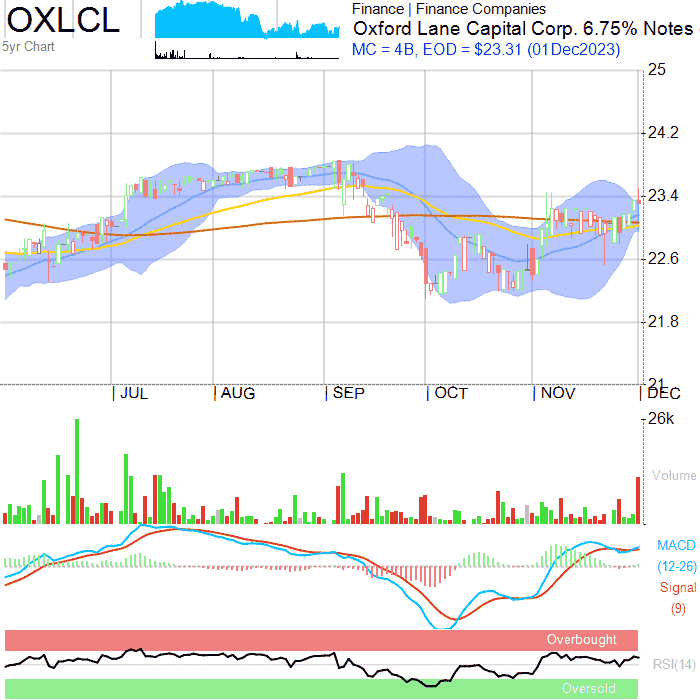 OXLCL
5yr Chart
Finance | Finance Companies
Oxford Lane Capital Corp. 6.75% Notes
MC = 4B, EOD = $23.31 (01Dec2023)
25
24.2
23.4
22.6
21.8
21
JUL AUG SEP OCT NOV DEC
26k
Volume
MACD
(12-26)
Signal
(9)
Overbought
RSI(14)
Oversold